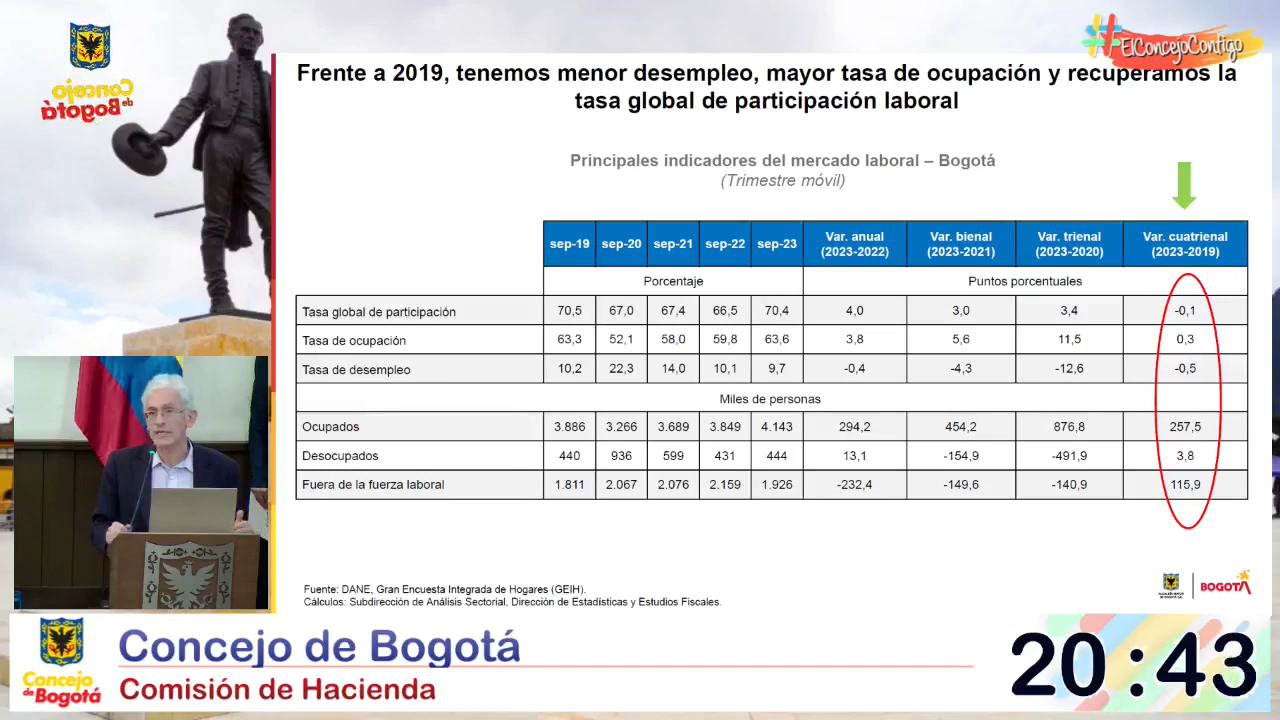 Concejo
de Bogotá
#ElConcejoContigo
Frente a 2019, tenemos menor desempleo, mayor tasa de ocupación y recuperamos la
tasa global de participación laboral
Principales indicadores del mercado laboral – Bogotá
(Trimestre móvil)
sep-19 sep-20 sep-21 sep-22 sep-23 Var. anual (2023-2022) Var. bienal (2023-2021) Var. trienal (2023-2020) Var. cuatrienal (2023-2019)
Porcentaje Puntos porcentuales
Tasa global de participación 70,5 67,0 67,4 66,5 70,4 4,0 3,0 3,4 -0,1
Tasa de ocupación 63,3 52,1 58,0 59,8 63,6 3,8 5,6 11,5 0,3
Tasa de desempleo 10,2 22,3 14,0 10,1 9,7 -0,4 -4,3 -12,6 -0,5
Miles de personas
Ocupados 3.886 3.266 3.689 3.849 4.143 294,2 454,2 876,8 257,5
Desocupados 440 936 599 431 444 13,1 -154,9 -491,9 3,8
Fuera de la fuerza laboral 1.811 2.067 2.076 2.159 1.926 -232,4 -149,6 -140,9 115,9
Fuente: DANE, Gran Encuesta Integrada de Hogares (GEIH).
Cálculos: Subdirección de Análisis Sectorial, Dirección de Estadísticas y Estudios Fiscales.
ALCALDÍA MAYOR
DE BOGOTÁ D.C.
BOGOTÁ
Concejo
de Bogotá
Concejo de Bogotá
Comisión de Hacienda
20:43